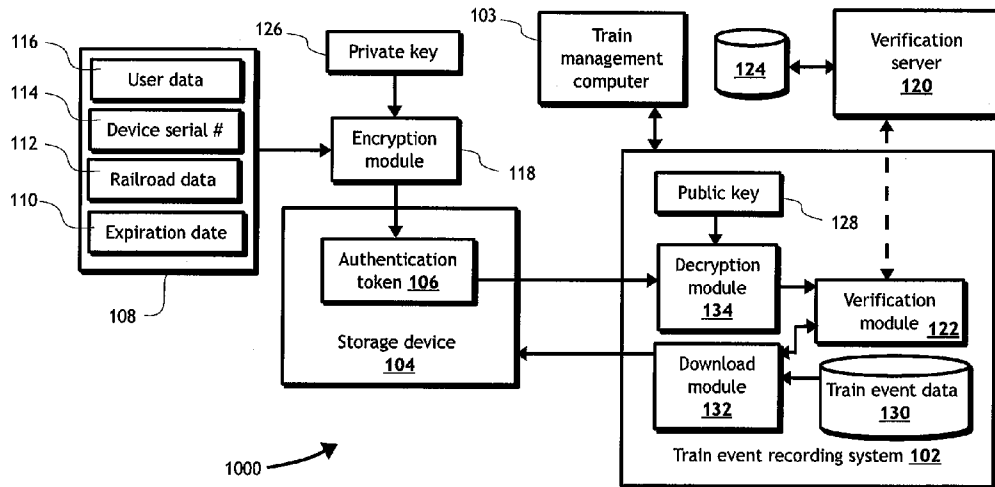 116
User data
114
Device serial #
112
Railroad data
110
Expiration date
108
126
Private key
Encryption
module
118
Authentication
token 106
Storage device
104
1000
103
Train
management
computer
124
Verification
server
120
Public key
128
Decryption
module
134
Verification
module 122
Download
module
132
Train event data
130
Train event recording system 102